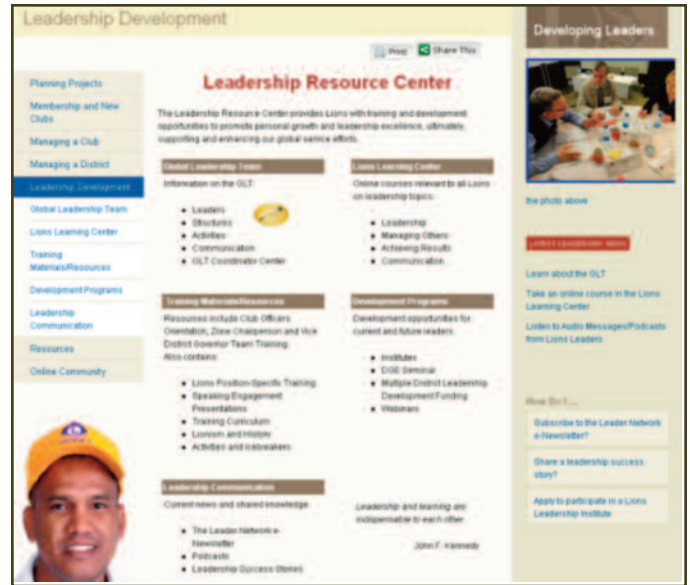 Leadership Development
Print
Share This
Planning Projects
Membership and New
Clubs
Managing a Club
Managing a District
Leadership Development
Global Leadership Team
Lions Learning Center
Training
Materials/Resources
Development Programs
Leadership
Communication
Resources
Online Community
Leadership Resource Center
The Leadership Resource Center provides Lions with training and development
opportunities to promote personal growth and leadership excellence, ultimately,
supporting and enhancing our global service
efforts.
Global Leadership Team
Information on the GLT:
• Leaders
• Structures
• Activities
• Communication
• GLT Coordinator Center
Lions Learning Center
Online courses relevant to all Lions
on leadership topics:
• Leadership
• Managing Others
• Achieving Results
• Communication
Training Materials/Resources
Resources include Club Officers
Orientation, Zone Chairperson and Vice
District Governor Team Training.
Also contains:
• Lions Position-Specific Training
• Speaking Engagement
Presentations
• Training Curriculum
• Lionism and History
• Activities and Icebreakers
Development Programs
Development opportunities for
current and future leaders:
• Institutes
• DGE Seminar
• Multiple District Leadership
Development Funding
• Webinars
Leadership Communication
Current news and shared knowledge:
• The Leader Network e-
Newsletter
• Podcasts
• Leadership Success Stories
Leadership and learning are
indispensable to each other.
John F. Kennedy
Developing Leaders
the photo above
LATEST LEADERSHIP NEWS
Learn about the GLT
Take an online course in the Lions
Learning Center
Listen to Audio Messages/Podcasts
from Lions Leaders
How Do I ...
Subscribe to the Leader Network
e-Newsletter?
Share a leadership success
story?
Apply to participate in a Lions
Leadership Institute